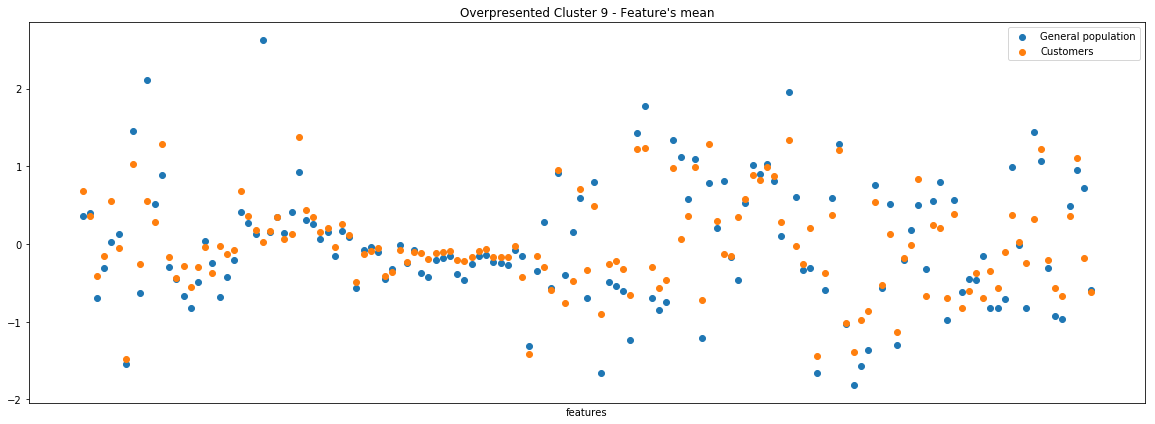 Overpresented Cluster 9 - Feature's mean
General population
Customers
2
1
0
−1
−2
features